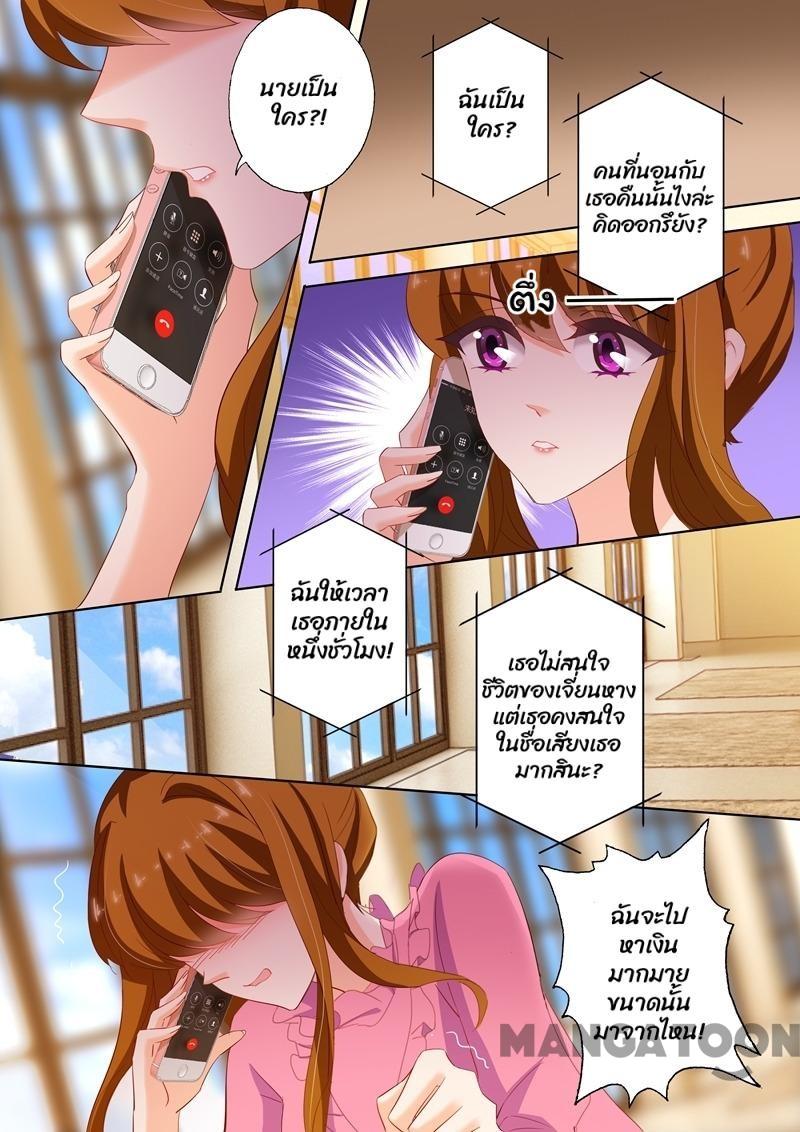 นายเป็น
ใคร?!
ฉันเป็น
ใคร?
คนที่นอนกับ
เธอคืนนั้นไงล่ะ
คิดออกรึยัง?
ตึ่ง
ฉันให้เวลา
เธอภายใน
หนึ่งชั่วโมง!
เธอไม่สนใจ
ชีวิตของเจี่ยนหาง
แต่เธอคงสนใจ
ในชื่อเสียงเธอ
มากสินะ?
ฉันจะไป
หาเงิน
มากมาย
ขนาดนั้น
มาจากไหน!
MANGATOON